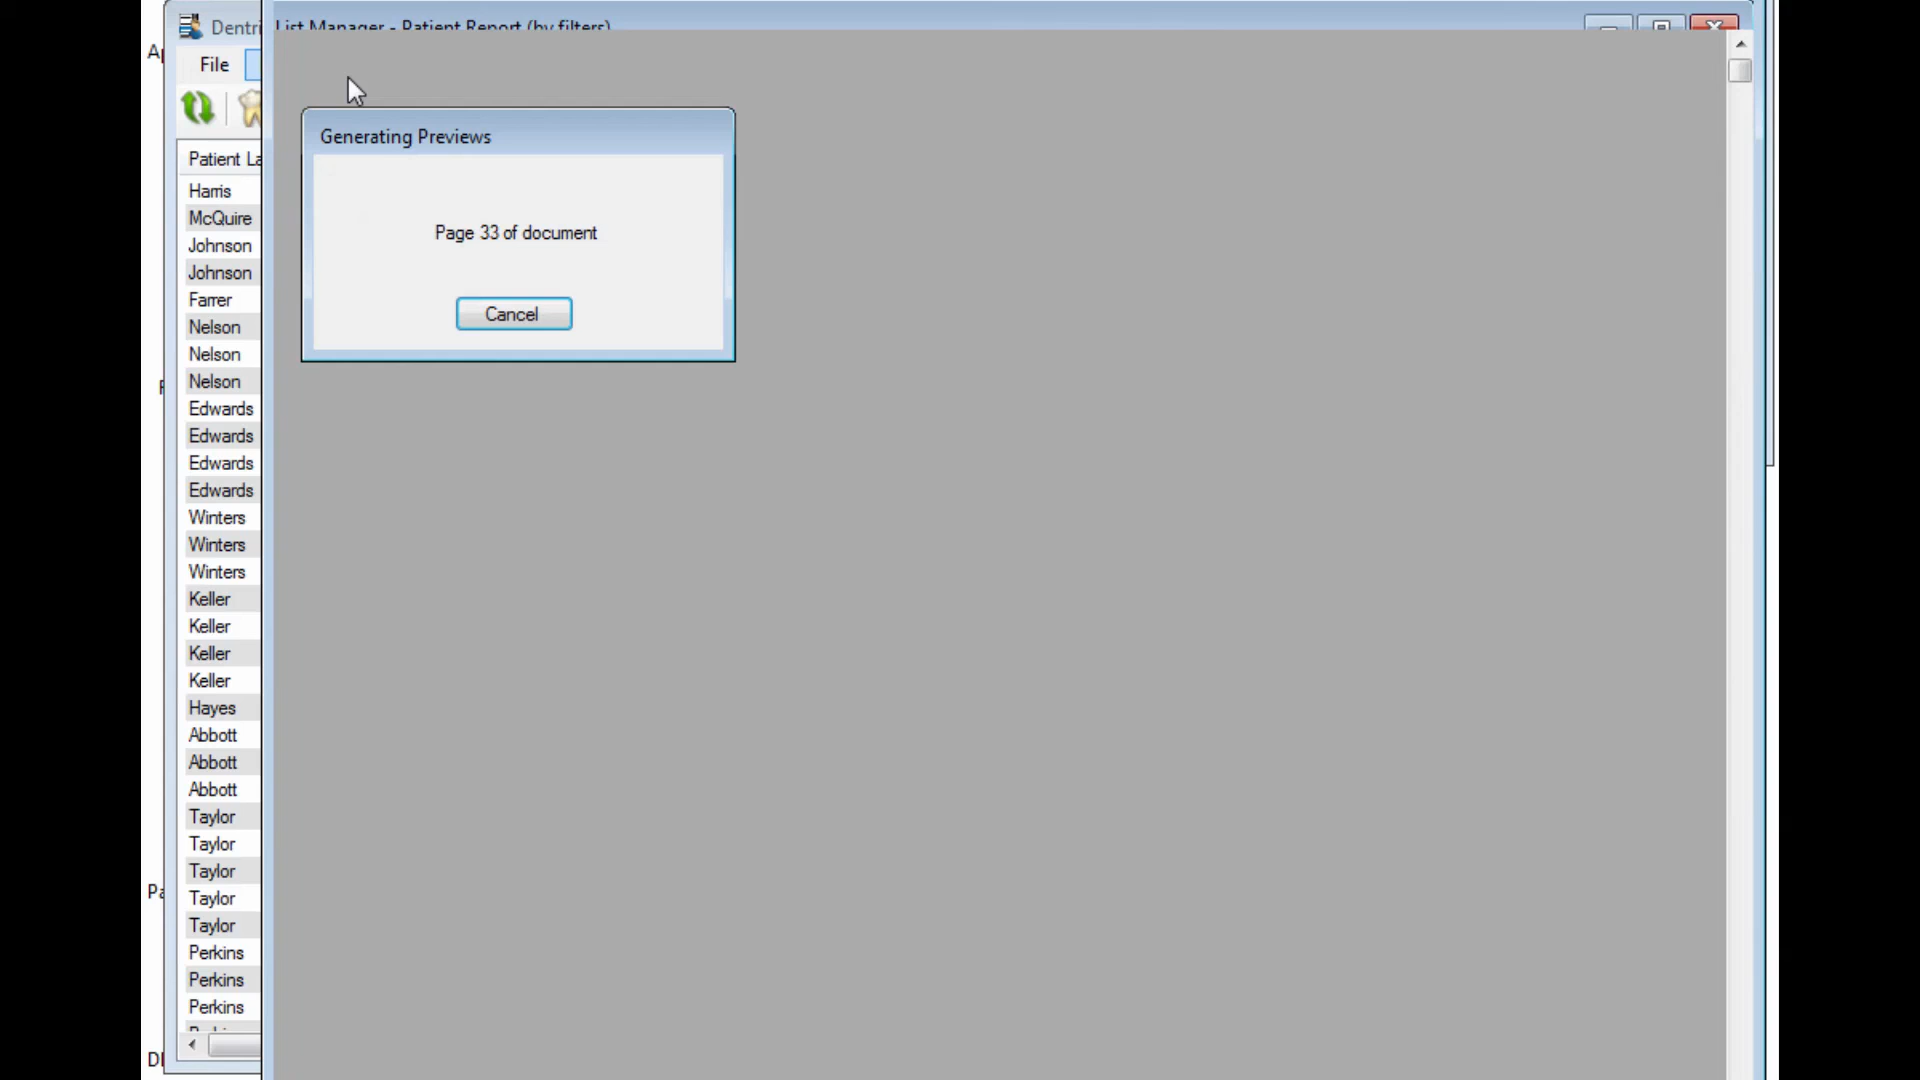 Dentri
List Manager - Patient Report (by filters)
File
Generating Previews
Page 33 of document
Cancel
Patient La
Harris
McQuire
Johnson
Johnson
Farrer
Nelson
Nelson
Nelson
Edwards
Edwards
Edwards
Edwards
Winters
Winters
Winters
Keller
Keller
Keller
Keller
Hayes
Abbott
Abbott
Abbott
Taylor
Taylor
Taylor
Taylor
Taylor
Perkins
Perkins
Perkins